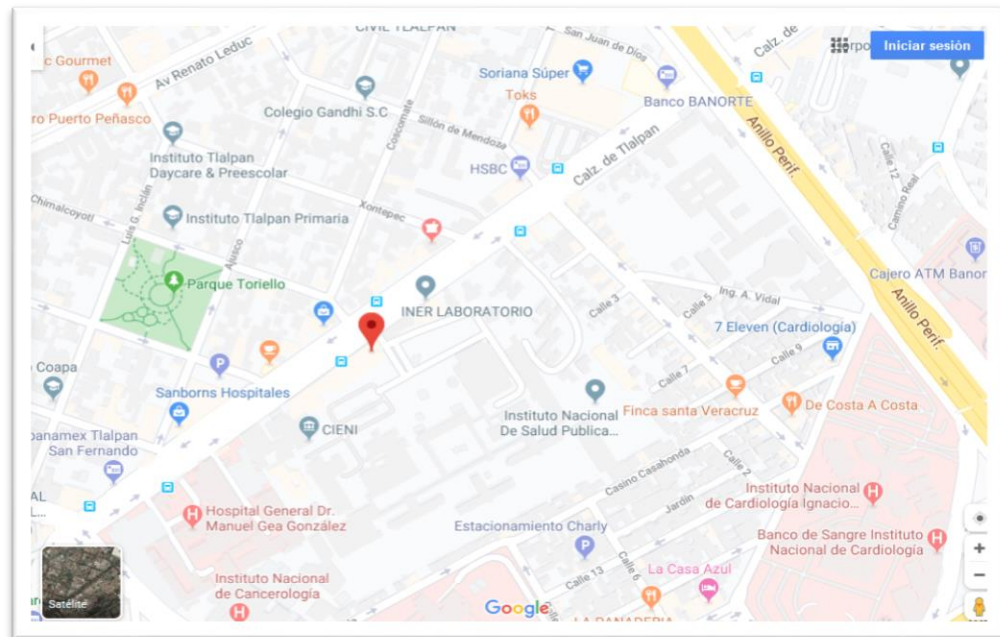 CIVIL TLALPAN
San Juan de Dios
Calz. de
Iniciar sesión
c Gourmet
Av Renato Leduc
Soriana Súper
Toks
Banco BANORTE
ro Puerto Peñasco
Colegio Gandhi S.C
Coscomate
Sillón de Mendoza
Anillo Perif.
Calle 12
Instituto Tlalpan
Daycare & Preescolar
HSBC
Calz. de Tlalpan
Camino Real
Chimalcoyotl
Luis G. Inclán
Instituto Tlalpan Primaria
Xontepec
Ajusco
Cajero ATM Banor
Parque Toriello
INER LABORATORIO
Calle 3
Calle 5
Ing. A. Vidal
Anillo Perif.
7 Eleven (Cardiología)
Calle 9
Coapa
Calle 7
Sanborns Hospitales
Instituto Nacional
De Salud Publica...
Finca santa Veracruz
De Costa A Costa
CIENI
banamex Tlalpan
San Fernando
Calle 2
Casino Casahonda
AL
L...
Jardín
Instituto Nacional
de Cardiología Ignacio...
Hospital General Dr.
Manuel Gea González
Estacionamiento Charly
Banco de Sangre Instituto
Nacional de Cardiología
Calle 13
Calle 6
La Casa Azul
Instituto Nacional
de Cancerología
Satélite
Google
LA PANADERIA